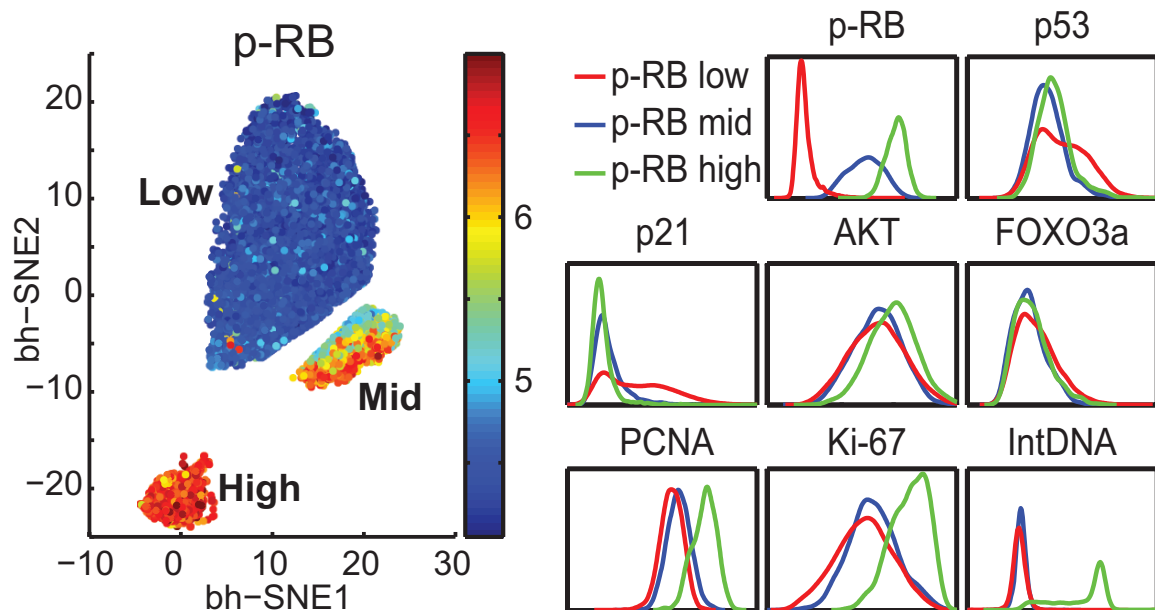 p-RB
20
10
0
−10
−20
bh-SNE2
−10
0
10
20
30
bh-SNE1
Low
Mid
High
6
5
p-RB low
p-RB mid
p-RB high
p-RB
p53
p21
AKT
FOXO3a
PCNA
Ki-67
IntDNA